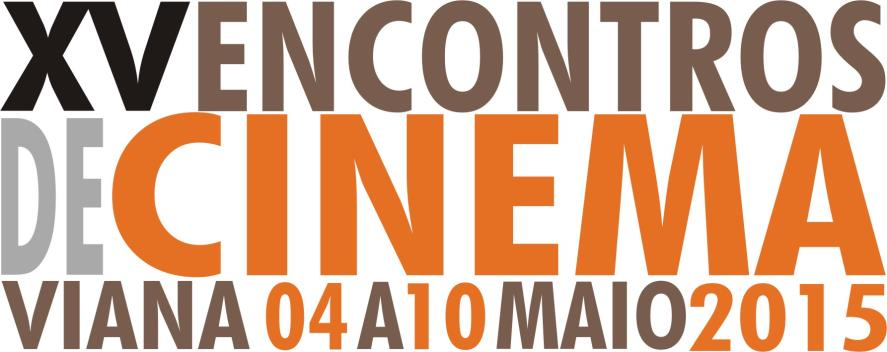 XV ENCONTROS
DE CINEMA
VIANA 04 A 10 MAIO 2015